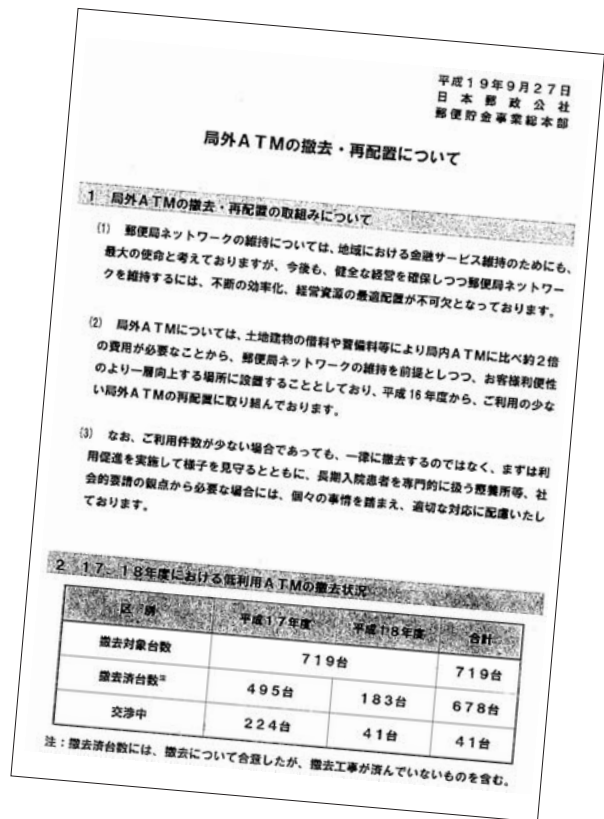 平成19年9月27日
日本郵政公社
郵便貯金事業総本部
局外ATMの撤去・再配置について
1 局外ATMの撤去・再配置の取組みについて
(1) 郵便局ネットワークの維持については、地域における金融サービス維持のためにも、
最大の使命と考えておりますが、今後も、健全な経営を確保しつつ郵便局ネットワー
クを維持するには、不断の効率化、経営資源の最適配置が不可欠となっております。
(2) 局外ATMについては、土地建物の借料や警備料等により局内ATMに比べ約2倍
の費用が必要なことから、郵便局ネットワークの維持を前提としつつ、お客様利便性
のより一層向上する場所に設置することとしており、平成16年度から、ご利用の少な
い局外ATMの再配置に取り組んでおります。
(3) なお、ご利用件数が少ない場合であっても、一律に撤去するのではなく、まずは利
用促進を実施して様子を見守るとともに、長期入院患者を専門的に扱う療養所等、社
会的要請の観点から必要な場合には、個々の事情を踏まえ、適切な対応に配慮いたし
ております。
2 17、18年度における低利用ATMの撤去状況
区別 平成17年度 平成18年度 合計
撤去対象台数 719台 719台
撤去済台数注 495台 183台 678台
交渉中 224台 41台 41台
注:撤去済台数には、撤去について合意したが、撤去工事が済んでいないものを含む。